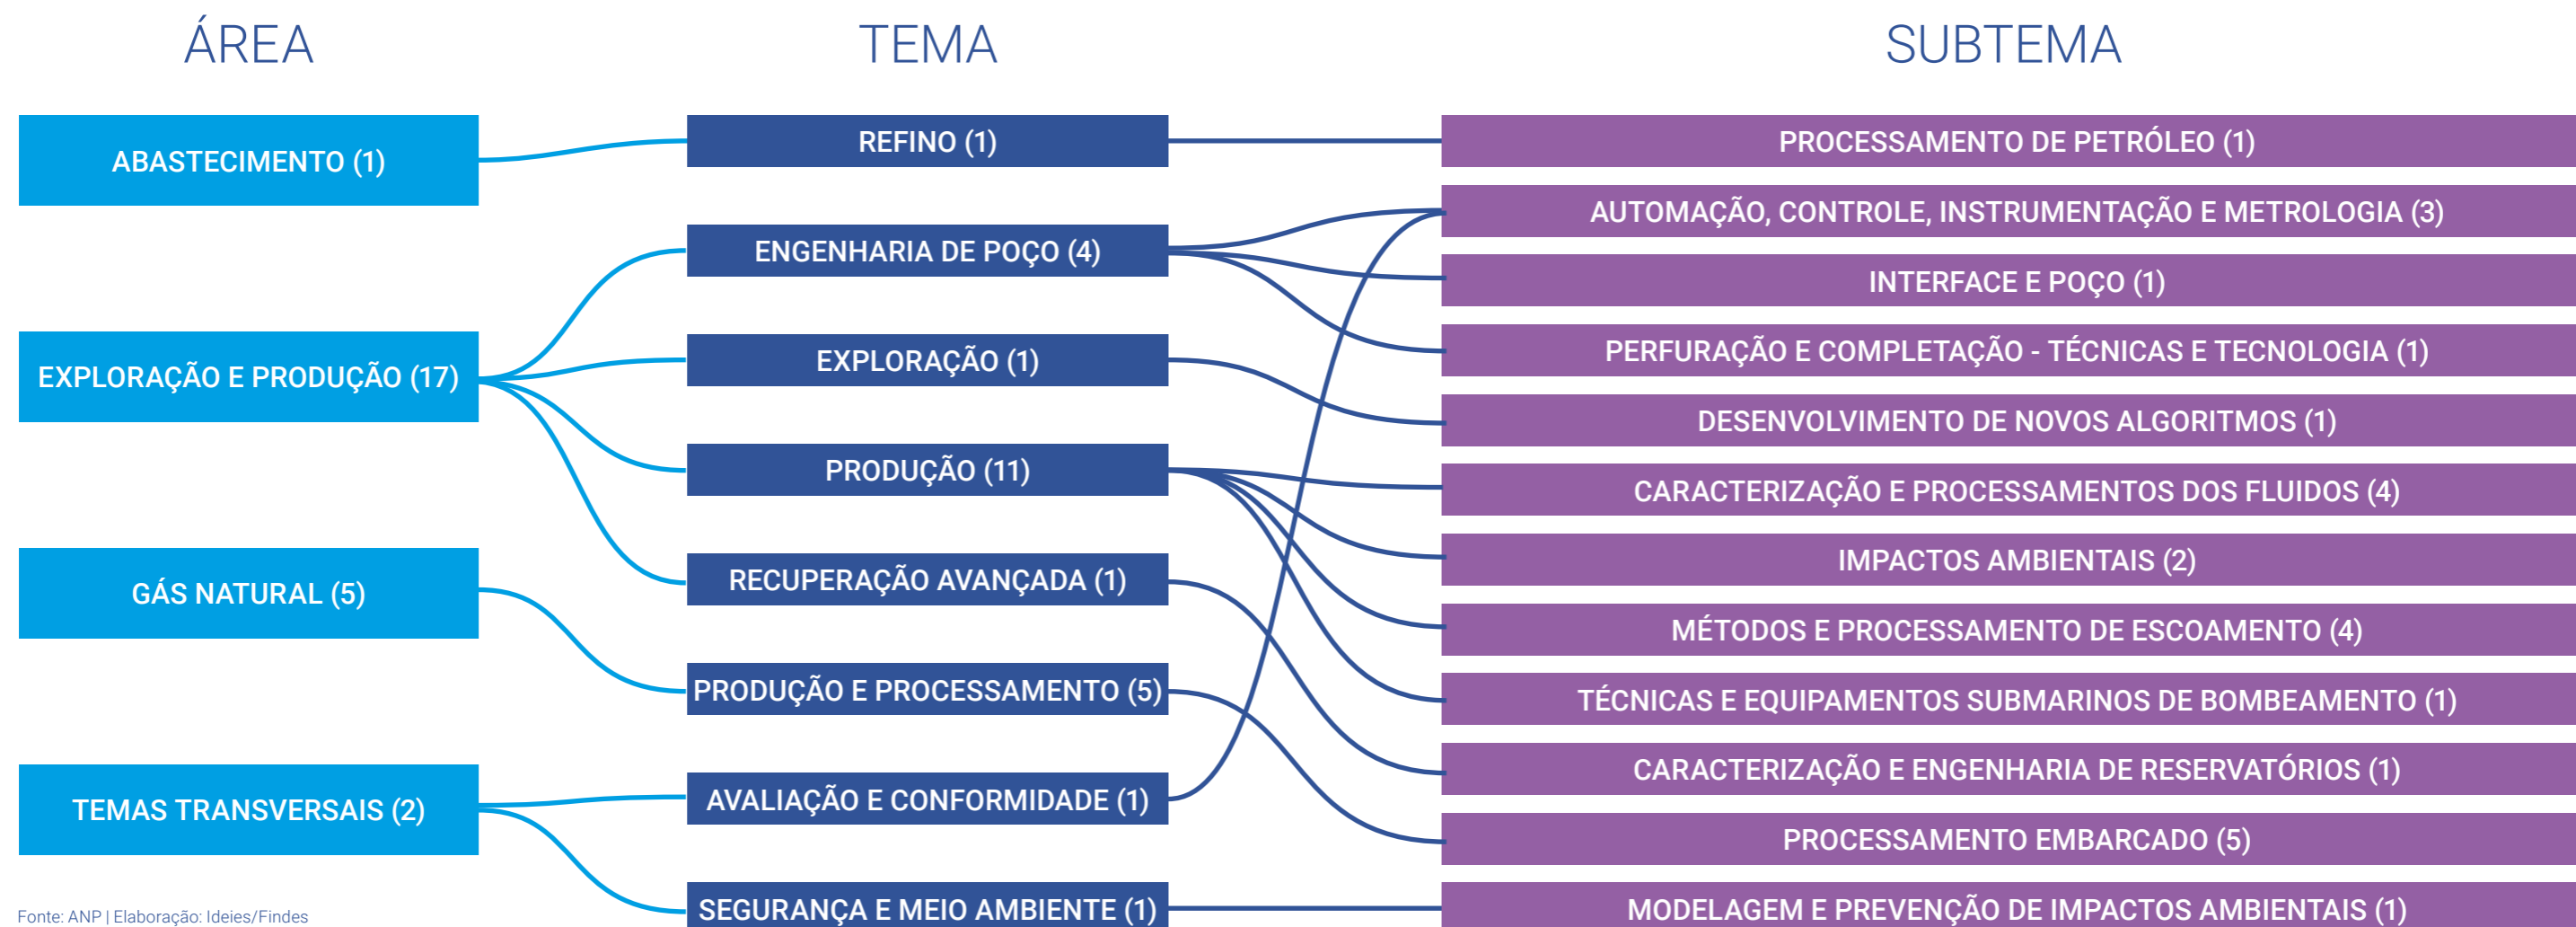 ÁREA
TEMA
SUBTEMA
ABASTECIMENTO (1)
EXPLORAÇÃO E PRODUÇÃO (17)
GÁS NATURAL (5)
TEMAS TRANSVERSAIS (2)
REFINO (1)
ENGENHARIA DE POÇO (4)
EXPLORAÇÃO (1)
PRODUÇÃO (11)
RECUPERAÇÃO AVANÇADA (1)
PRODUÇÃO E PROCESSAMENTO (5)
AVALIAÇÃO E CONFORMIDADE (1)
SEGURANÇA E MEIO AMBIENTE (1)
PROCESSAMENTO DE PETRÓLEO (1)
AUTOMAÇÃO, CONTROLE, INSTRUMENTAÇÃO E METROLOGIA (3)
INTERFACE E POÇO (1)
PERFURAÇÃO E COMPLETAÇÃO - TÉCNICAS E TECNOLOGIA (1)
DESENVOLVIMENTO DE NOVOS ALGORITMOS (1)
CARACTERIZAÇÃO E PROCESSAMENTOS DOS FLUIDOS (4)
IMPACTOS AMBIENTAIS (2)
MÉTODOS E PROCESSAMENTO DE ESCOAMENTO (4)
TÉCNICAS E EQUIPAMENTOS SUBMARINOS DE BOMBEAMENTO (1)
CARACTERIZAÇÃO E ENGENHARIA DE RESERVATÓRIOS (1)
PROCESSAMENTO EMBARCADO (5)
MODELAGEM E PREVENÇÃO DE IMPACTOS AMBIENTAIS (1)
Fonte: ANP | Elaboração: Ideies/Findes